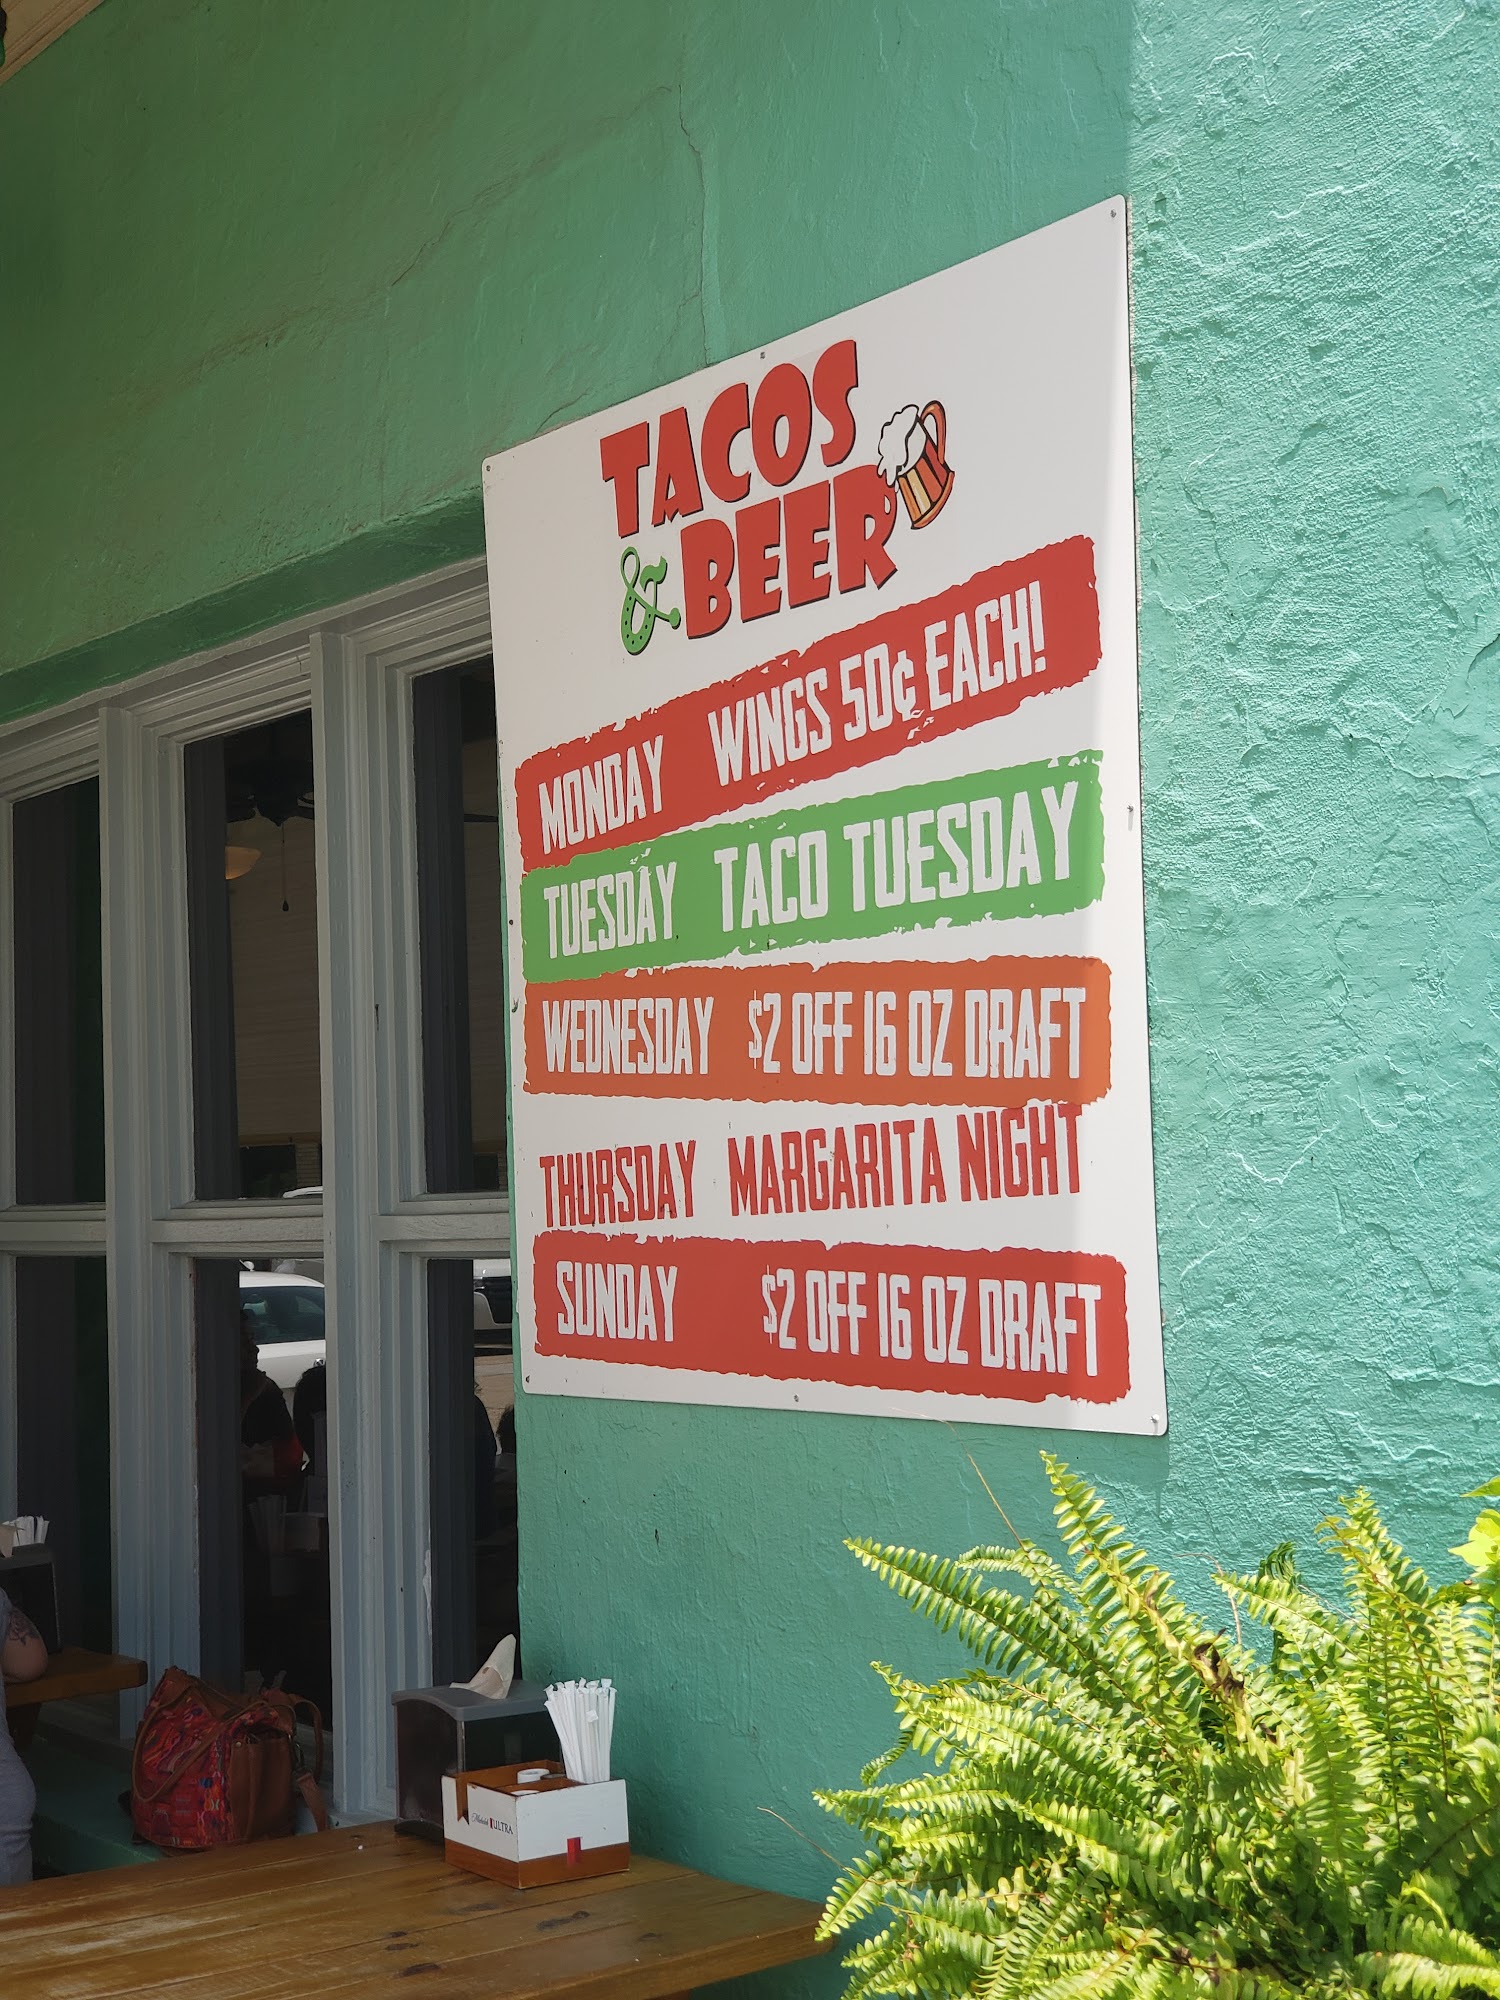 TACOS
& BEER
MONDAY WINGS 50¢ EACH!
TUESDAY TACO TUESDAY
WEDNESDAY $2 OFF 16 OZ DRAFT
THURSDAY MARGARITA NIGHT
SUNDAY $2 OFF 16 OZ DRAFT
Michelob ULTRA